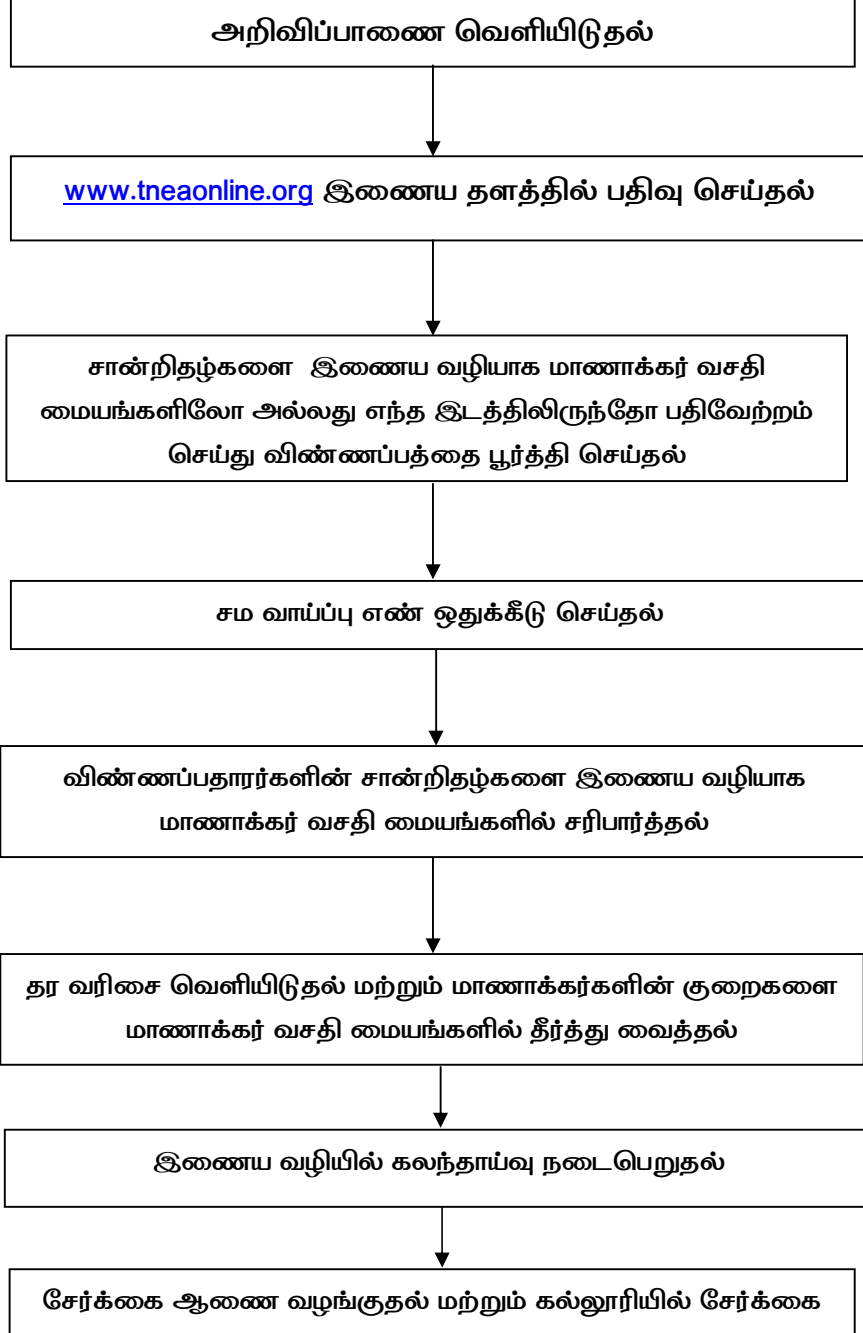 அறிவிப்பாணை வெளியிடுதல்
www.tneaonline.org இணைய தளத்தில் பதிவு செய்தல்
சான்றிதழ்களை இணைய வழியாக மாணாக்கர் வசதி
மையங்களிலோ அல்லது எந்த இடத்திலிருந்தோ பதிவேற்றம்
செய்து விண்ணப்பத்தை பூர்த்தி செய்தல்
சம வாய்ப்பு எண் ஒதுக்கீடு செய்தல்
விண்ணப்பதாரர்களின் சான்றிதழ்களை இணைய வழியாக
மாணாக்கர் வசதி மையங்களில் சரிபார்த்தல்
தர வரிசை வெளியிடுதல் மற்றும் மாணாக்கர்களின் குறைகளை
மாணாக்கர் வசதி மையங்களில் தீர்த்து வைத்தல்
இணைய வழியில் கலந்தாய்வு நடைபெறுதல்
சேர்க்கை ஆணை வழங்குதல் மற்றும் கல்லூரியில் சேர்க்கை